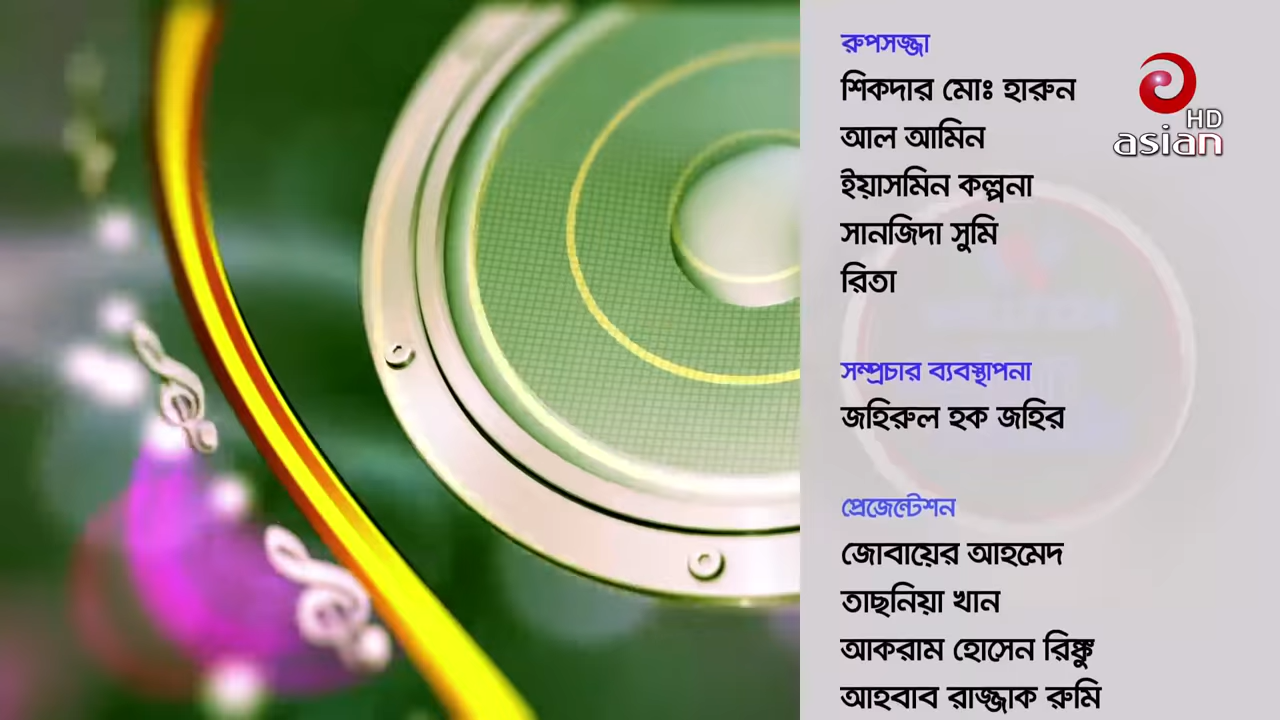 রুপসজ্জা
শিকদার মোঃ হারুন
আল আমিন
ইয়াসমিন কল্পনা
সানজিদা সুমি
রিতা
সম্প্রচার ব্যবস্থাপনা
জহিরুল হক জহির
প্রেজেন্টেশন
জোবায়ের আহমেদ
তাছনিয়া খান
আকরাম হোসেন রিঙ্কু
আহবাব রাজ্জাক রুমি
HD
asian